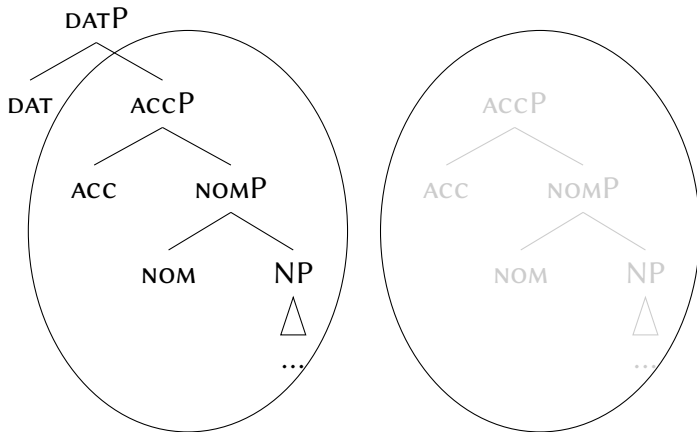 DATP
DAT ACCP ACCP
ACC NOMP ACC NOMP
NOM NP NOM NP
... ...